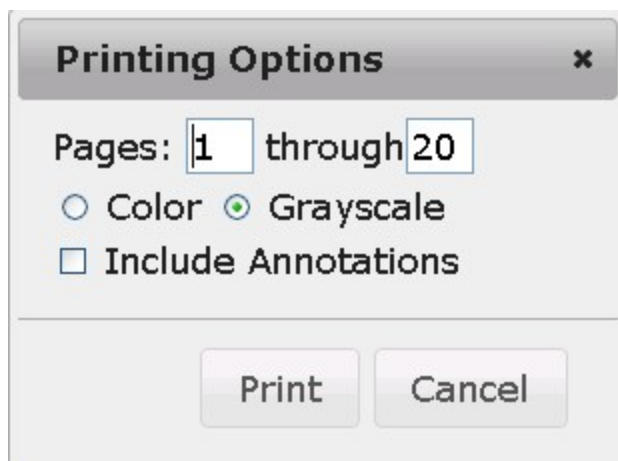 Printing Options
Pages: 1 through 20
Color Grayscale
Include Annotations
Print Cancel